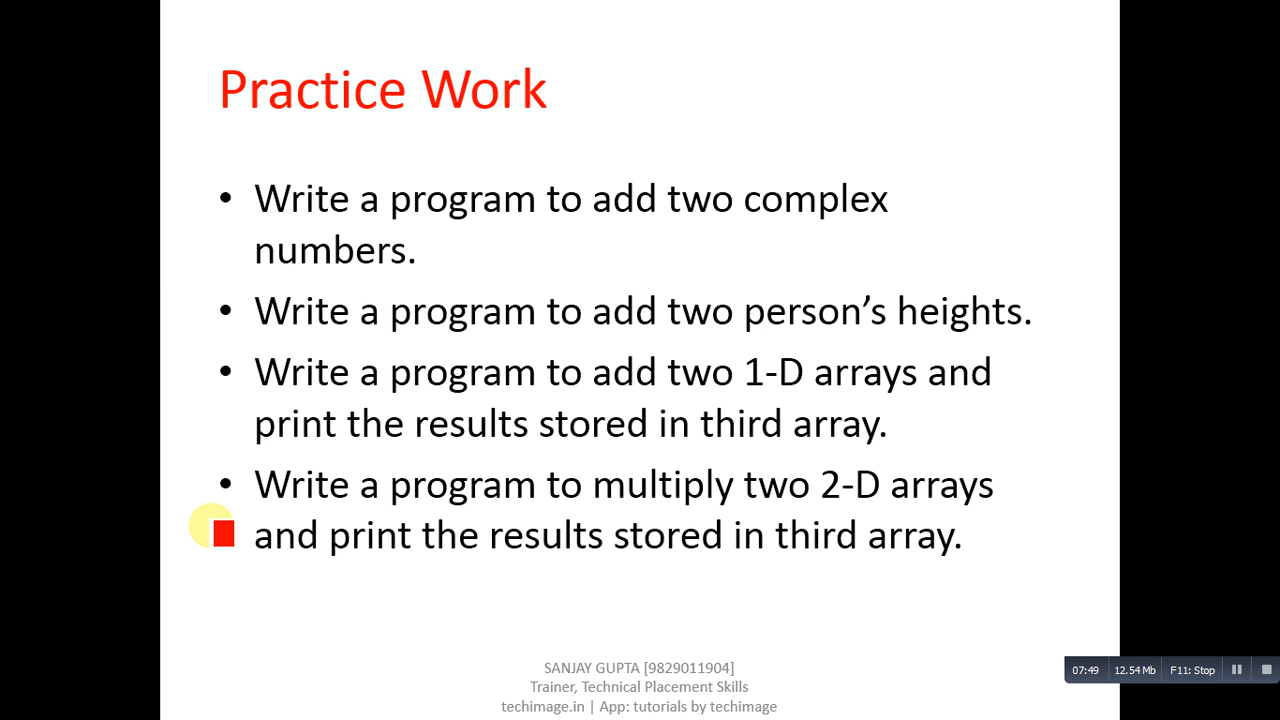 Practice Work
• Write a program to add two complex
numbers.
• Write a program to add two person’s heights.
• Write a program to add two 1-D arrays and
print the results stored in third array.
• Write a program to multiply two 2-D arrays
and print the results stored in third array.
SANJAY GUPTA [9829011904]
Trainer, Technical Placement Skills
techimage.in | App: tutorials by techimage
07:49 12.54 Mb F11: Stop